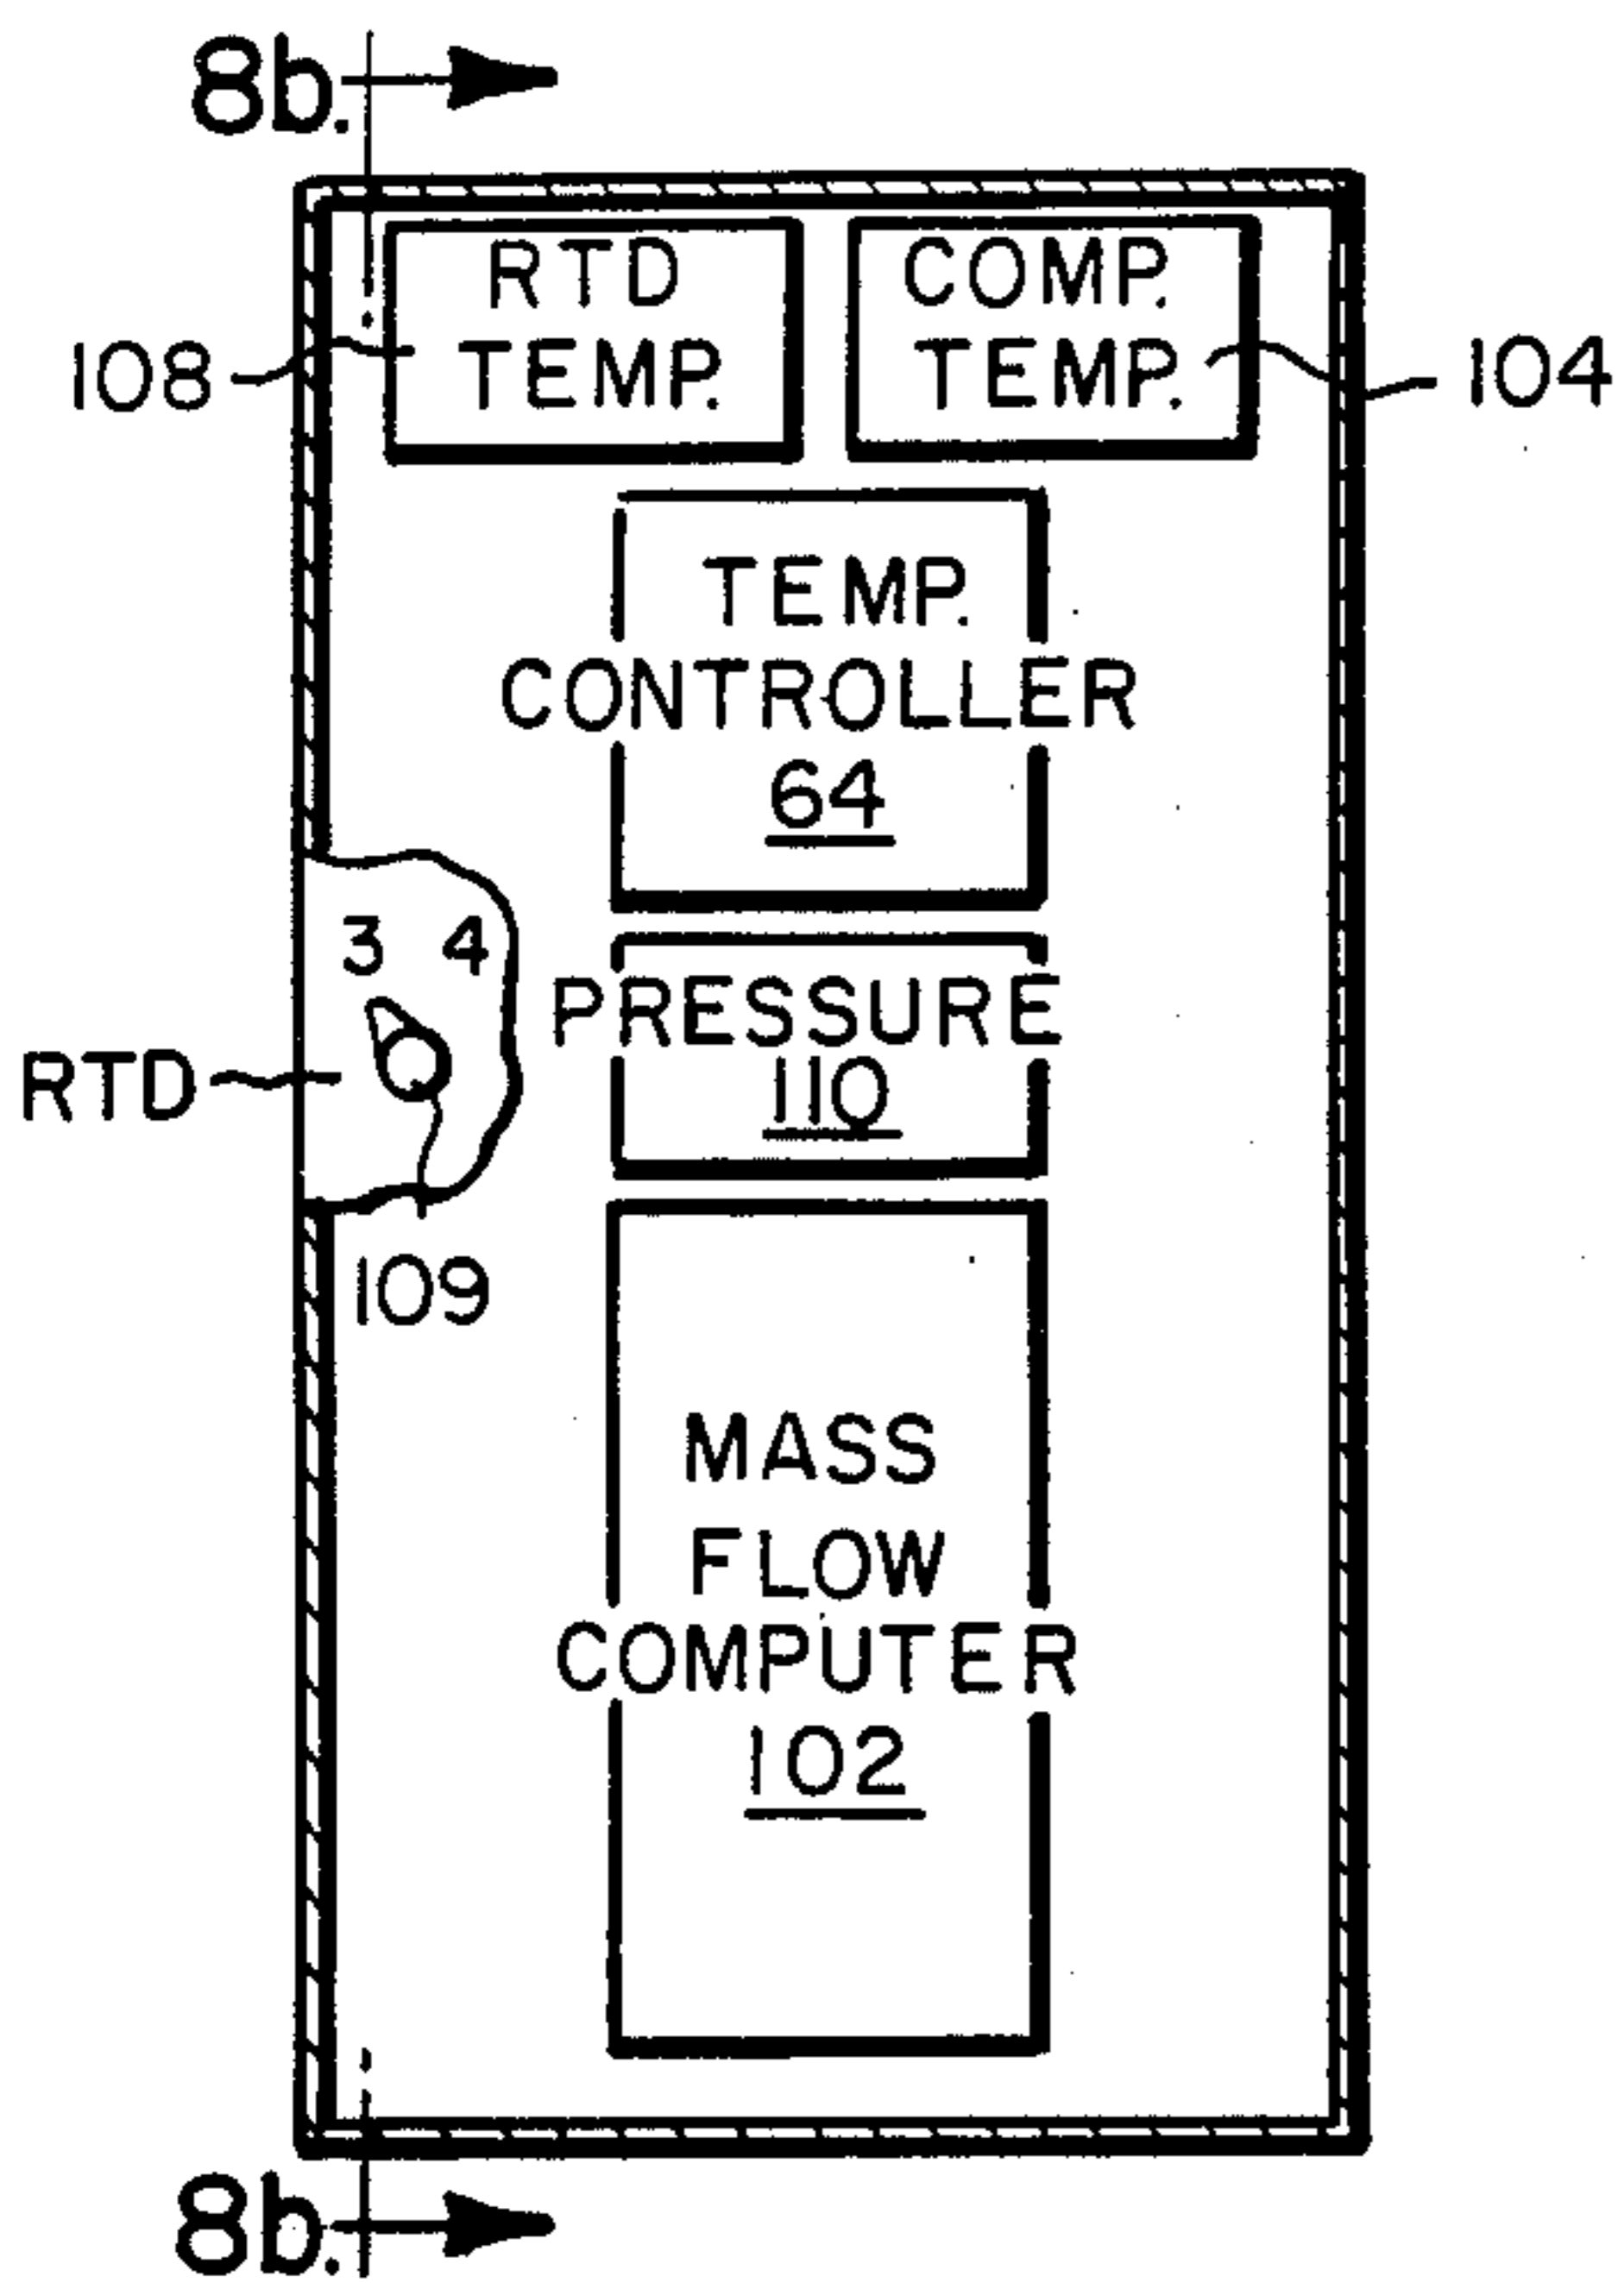 8b.
RTD
TEMP.
COMP.
TEMP.
108
104
TEMP.
CONTROLLER
64
3 4
RTD
109
PRESSURE
110
MASS
FLOW
COMPUTER
102
8b.